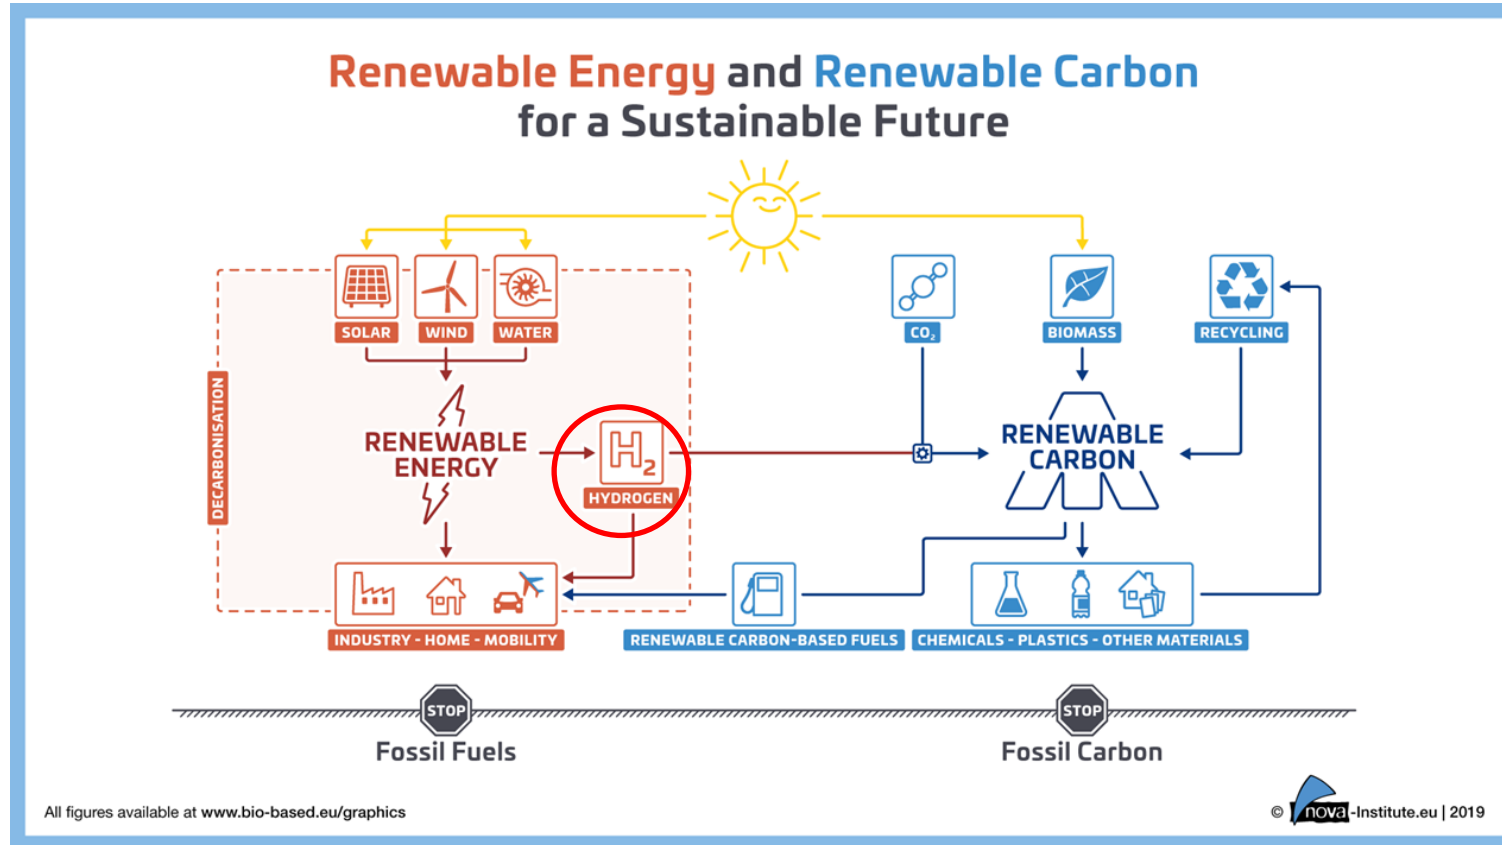 Renewable Energy and Renewable Carbon
for a Sustainable Future
SOLAR
WIND
WATER
CO₂
BIOMASS
RECYCLING
DECARBONISATION
RENEWABLE
ENERGY
H₂
HYDROGEN
RENEWABLE
CARBON
INDUSTRY - HOME - MOBILITY
RENEWABLE CARBON-BASED FUELS
CHEMICALS - PLASTICS - OTHER MATERIALS
STOP
STOP
Fossil Fuels
Fossil Carbon
All figures available at www.bio-based.eu/graphics
© nova-Institute.eu | 2019